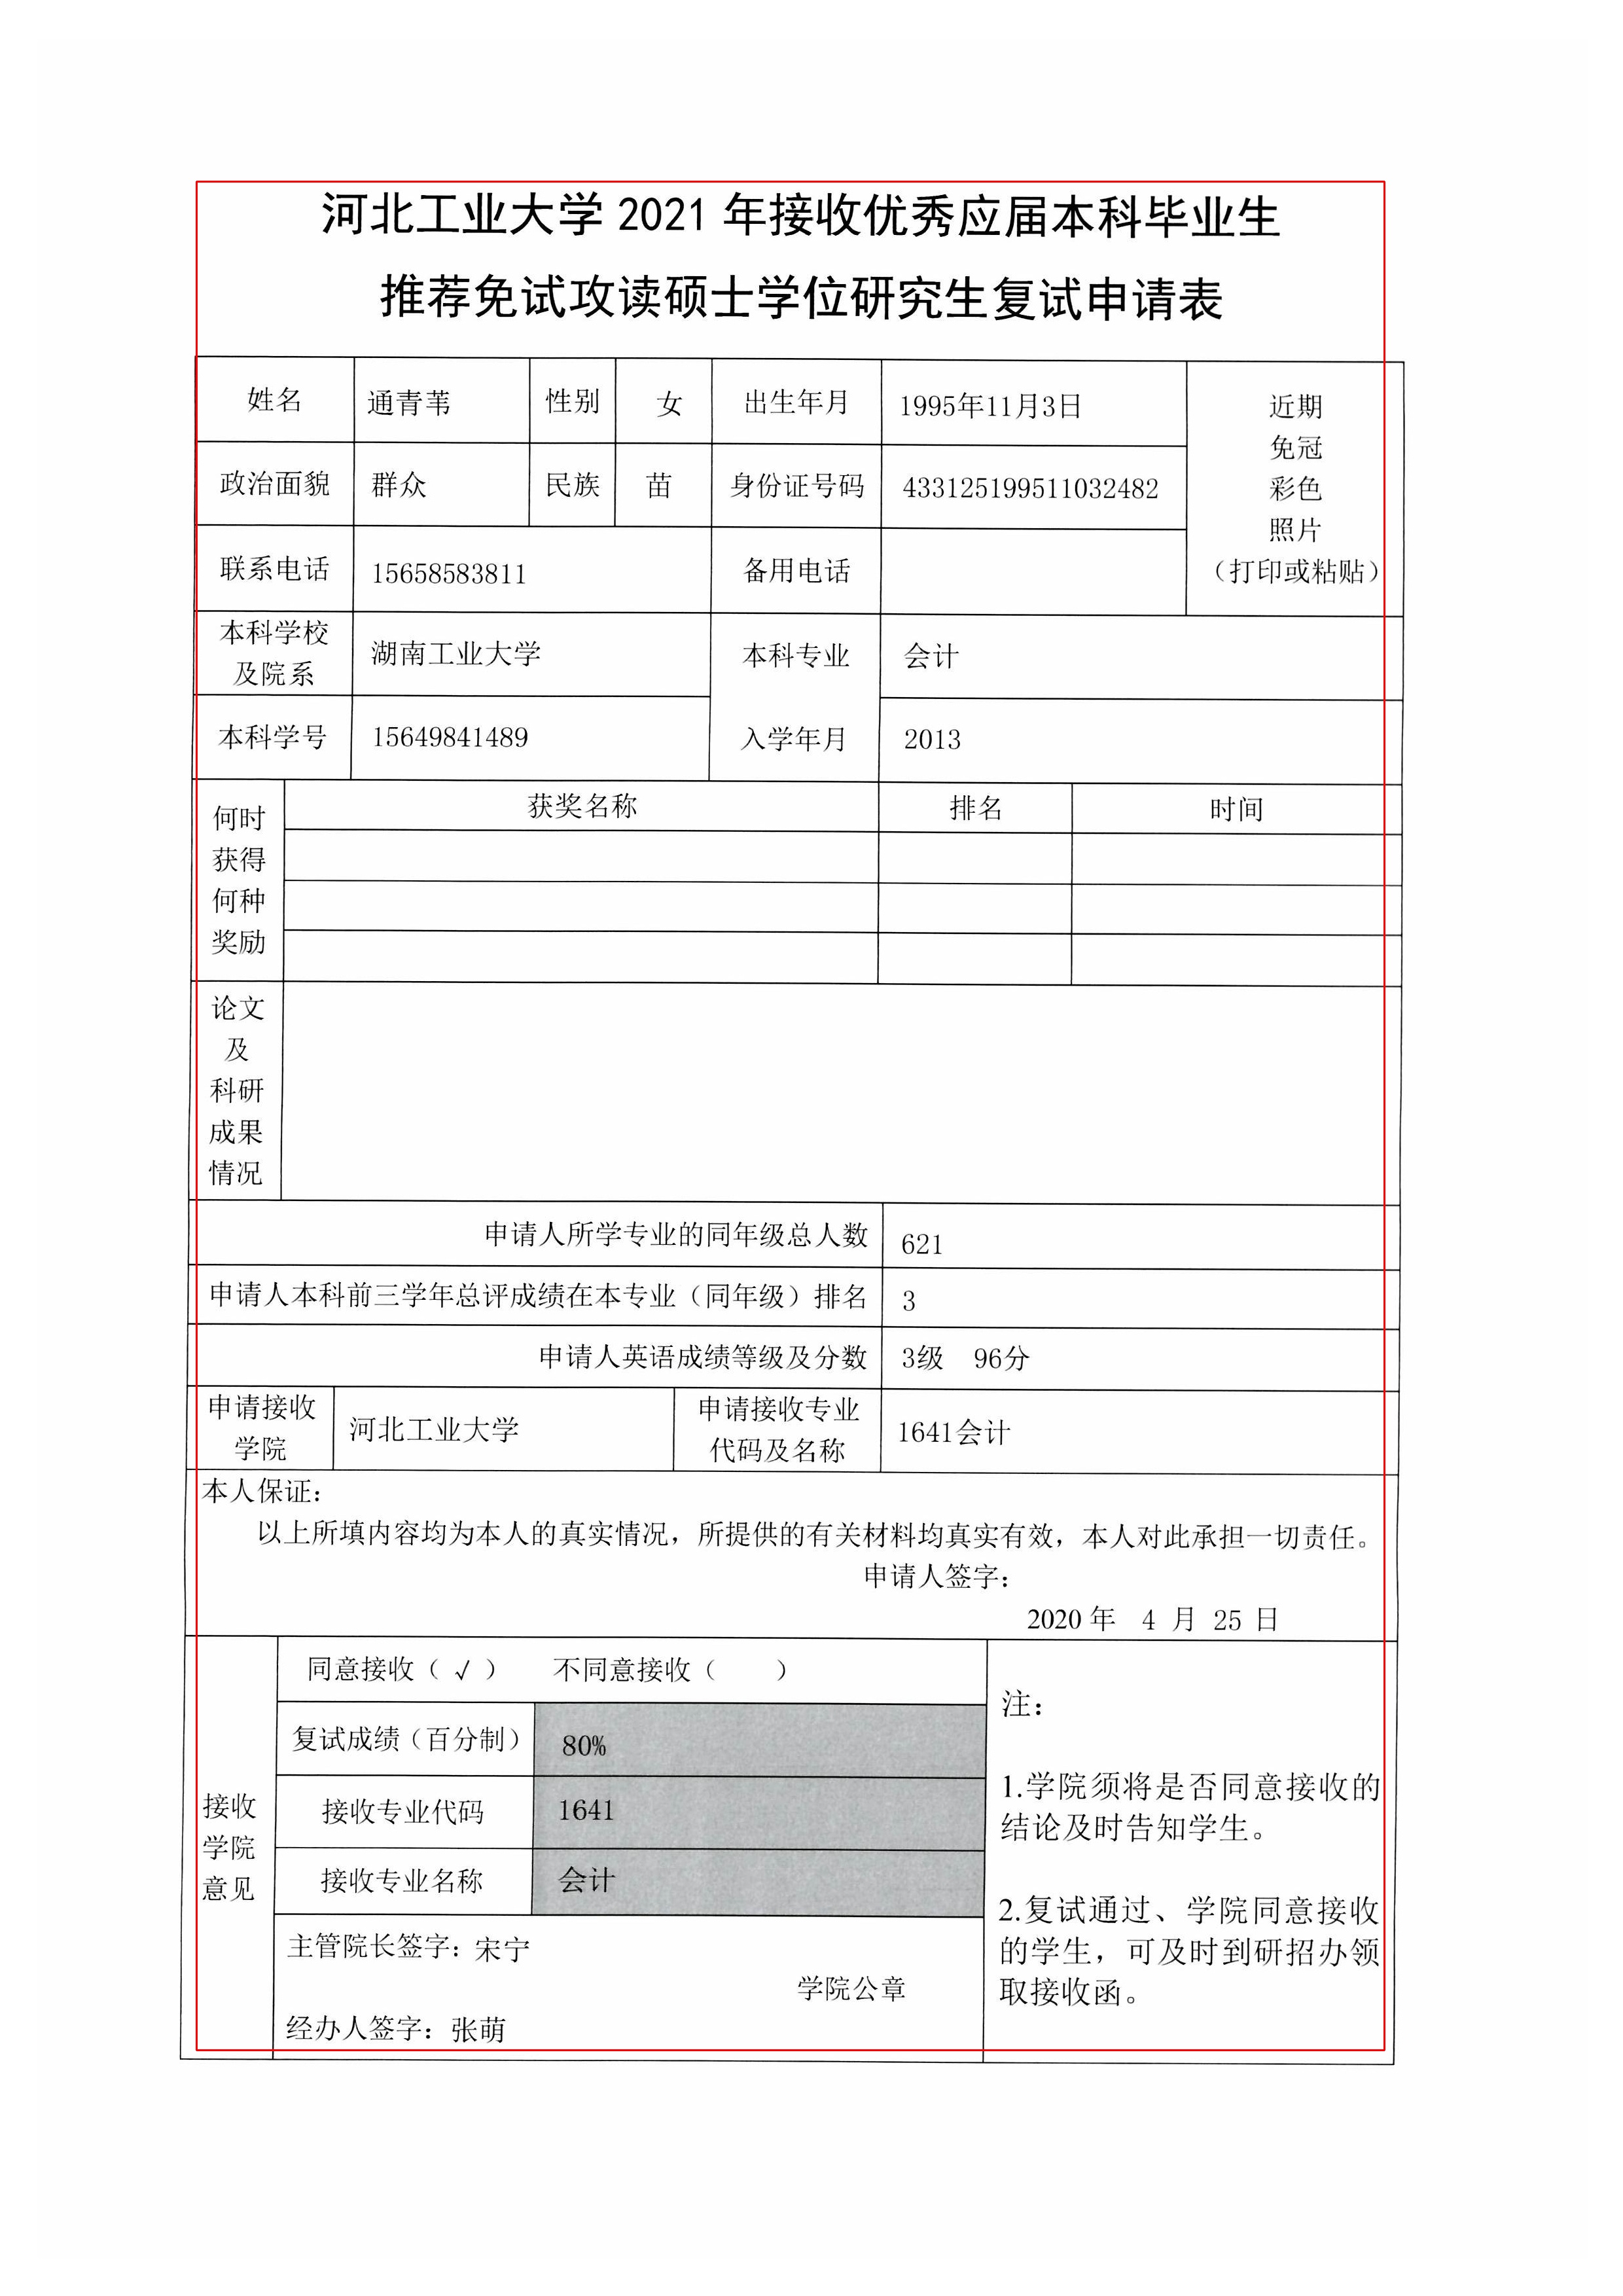 河北工业大学 2021 年接收优秀应届本科毕业生
推荐免试攻读硕士学位研究生复试申请表
姓名 通青苇 性别 女 出生年月 1995年11月3日
近期
免冠
彩色
照片
（打印或粘贴）
政治面貌 群众 民族 苗 身份证号码 433125199511032482
联系电话 15658583811 备用电话
本科学校
及院系
湖南工业大学 本科专业 会计
本科学号 15649841489 入学年月 2013
何时
获得
何种
奖励
获奖名称 排名 时间
论文
及
科研
成果
情况
申请人所学专业的同年级总人数 621
申请人本科前三学年总评成绩在本专业（同年级）排名 3
申请人英语成绩等级及分数 3级 96分
申请接收
学院
河北工业大学
申请接收专业
代码及名称
1641会计
本人保证：
以上所填内容均为本人的真实情况，所提供的有关材料均真实有效，本人对此承担一切责任。
申请人签字：
2020 年 4 月 25 日
接收
学院
意见
同意接收（ √ ） 不同意接收（ ）
复试成绩（百分制） 80%
接收专业代码 1641
接收专业名称 会计
主管院长签字：宋宁
学院公章
经办人签字：张萌
注：
1.学院须将是否同意接收的
结论及时告知学生。
2.复试通过、学院同意接收
的学生，可及时到研招办领
取接收函。